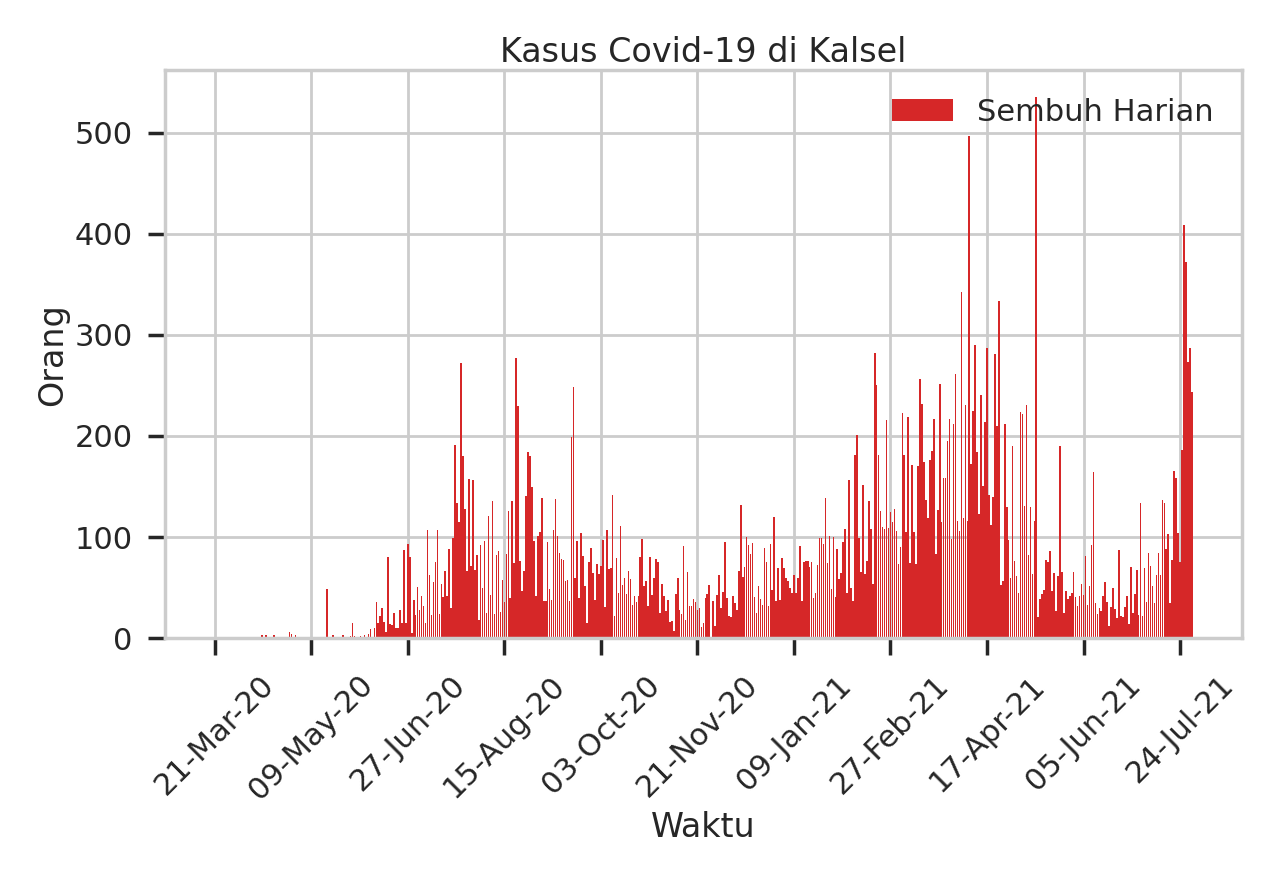 Kasus Covid-19 di Kalsel
Sembuh Harian
Orang
500
400
300
200
100
0
21-Mar-20
09-May-20
27-Jun-20
15-Aug-20
03-Oct-20
21-Nov-20
09-Jan-21
27-Feb-21
17-Apr-21
05-Jun-21
24-Jul-21
Waktu